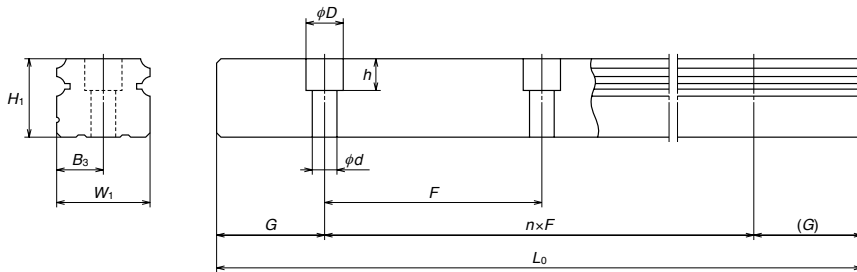 ϕD
h
H₁
B₃
ϕd
W₁
F
G
n×F
(G)
L₀